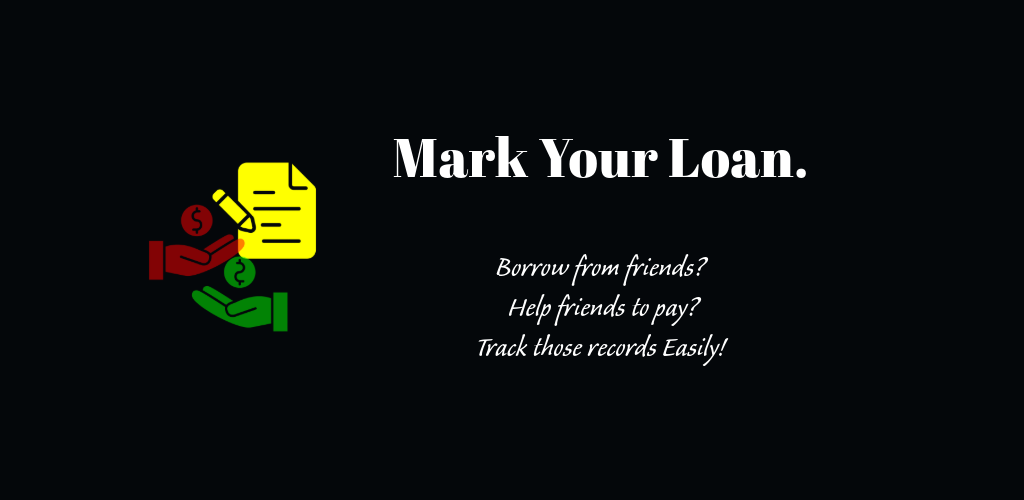 Mark Your Loan.
Borrow from friends?
Help friends to pay?
Track those records Easily!
$
$